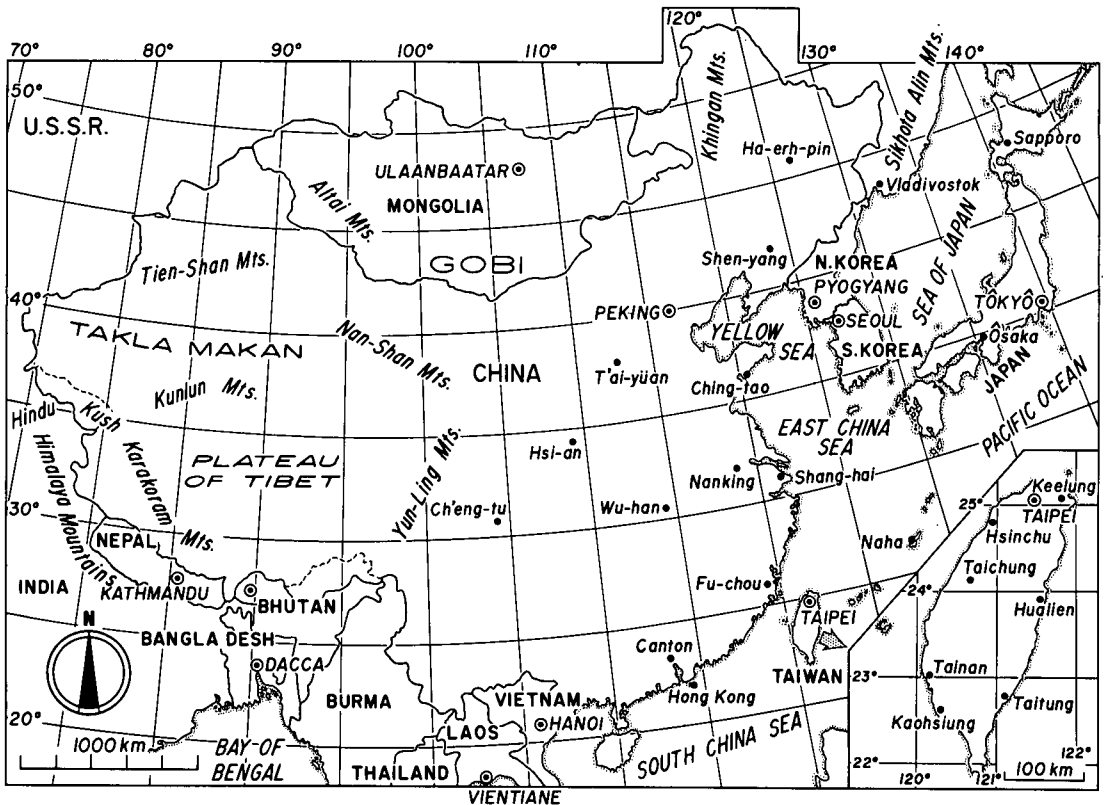 120°
70° 80° 90° 100° 110° 130° 140°
50°
U.S.S.R.
Khingan Mts.
Sikhota Alin Mts.
Ha-erh-pin
Sapporo
ULAANBAATAR
MONGOLIA
Altai Mts.
Vladivostok
GOBI
Tien-Shan Mts.
Shen-yang
N.KOREA
PYOGYANG
SEA OF JAPAN
40°
PEKING
TÔKYÔ
SEOUL
TAKLA MAKAN
Nan-Shan Mts.
YELLOW
SEA
S.KOREA
Ôsaka
JAPAN
CHINA
T'ai-yüan
Ching-tao
Kunlun Mts.
Hindu Kush
PACIFIC OCEAN
EAST CHINA
SEA
Karakoram Mts.
Himalaya Mountains
PLATEAU
OF TIBET
Yun-Ling Mts.
Hsi-an
Nanking
Shang-hai
30°
Ch'eng-tu
Wu-han
Naha
NEPAL
INDIA
KATHMANDU
BHUTAN
Fu-chou
TAIPEI
N
BANGLA DESH
DACCA
Canton
TAIWAN
Hong Kong
BURMA
VIETNAM
HANOI
20°
LAOS
SOUTH CHINA SEA
1000 km
BAY OF
BENGAL
THAILAND
VIENTIANE
Keelung
25°
TAIPEI
Hsinchu
Taichung
24°
Hualien
23°
Tainan
Taitung
Kaohsiung
22°
120° 121° 122°
100 km